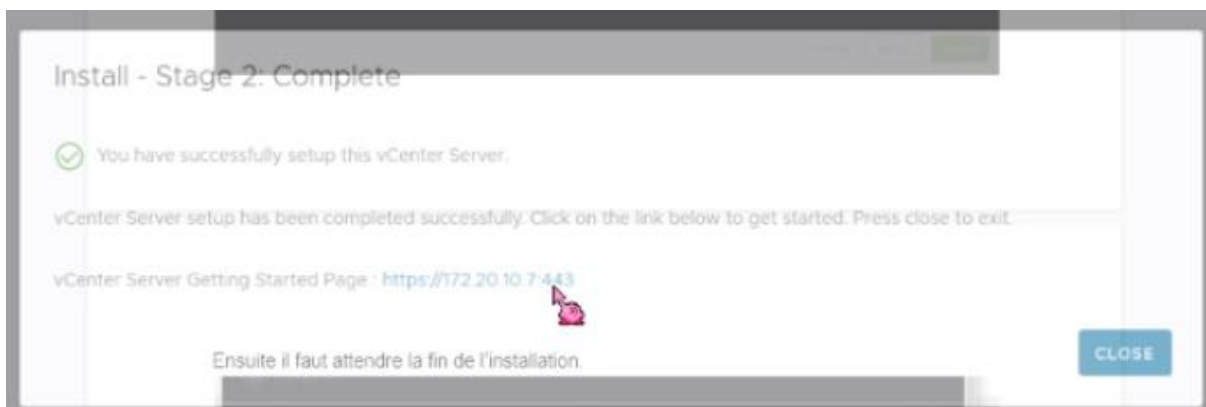 Install - Stage 2: Complete
You have successfully setup this vCenter Server.
vCenter Server setup has been completed successfully. Click on the link below to get started. Press close to exit.
vCenter Server Getting Started Page : https://172.20.10.7:443
Ensuite il faut attendre la fin de l'installation.
CLOSE